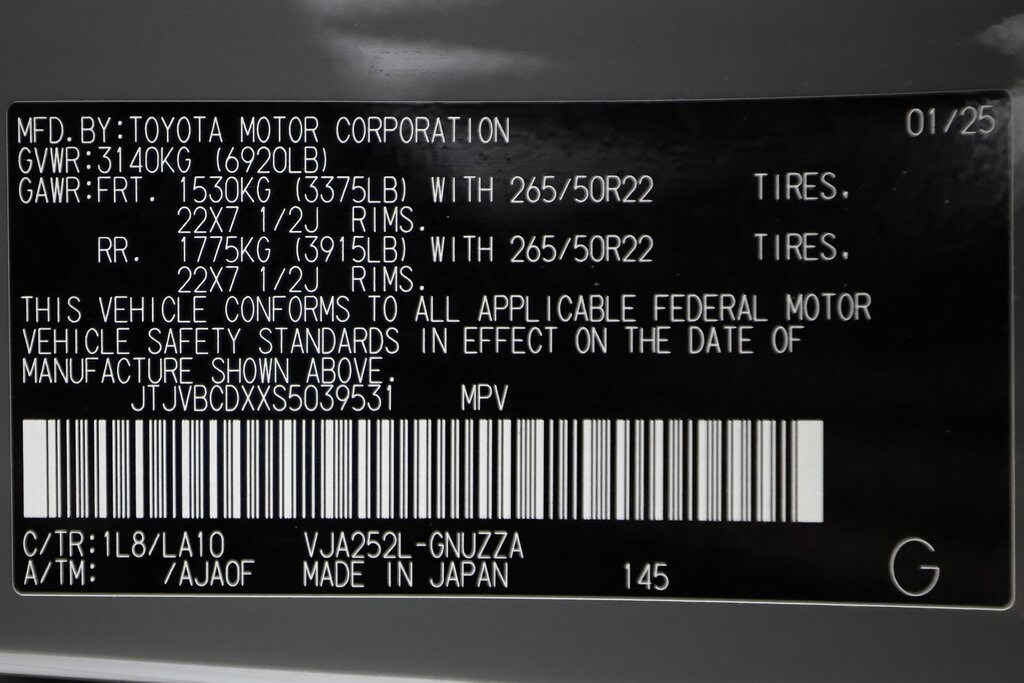 MFD.BY:TOYOTA MOTOR CORPORATION 01/25
GVWR:3140KG (6920LB)
GAWR:FRT. 1530KG (3375LB) WITH 265/50R22 TIRES.
22X7 1/2J RIMS.
RR. 1775KG (3915LB) WITH 265/50R22 TIRES.
22X7 1/2J RIMS.
THIS VEHICLE CONFORMS TO ALL APPLICABLE FEDERAL MOTOR
VEHICLE SAFETY STANDARDS IN EFFECT ON THE DATE OF
MANUFACTURE SHOWN ABOVE.
JTJVBCDXXS5039531 MPV
C/TR:1L8/LA10 VJA252L-GNUZZA
A/TM: /AJA0F MADE IN JAPAN 145 G